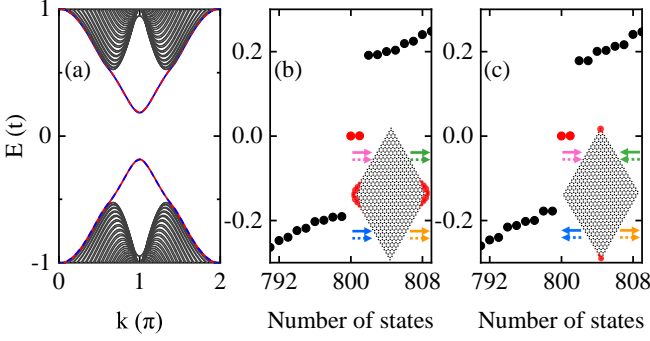 1
0
-1
E (t)
(a)
0
1
2
k (π)
0.2
0.0
-0.2
(b)
792
800
808
Number of states
0.2
0.0
-0.2
(c)
792
800
808
Number of states